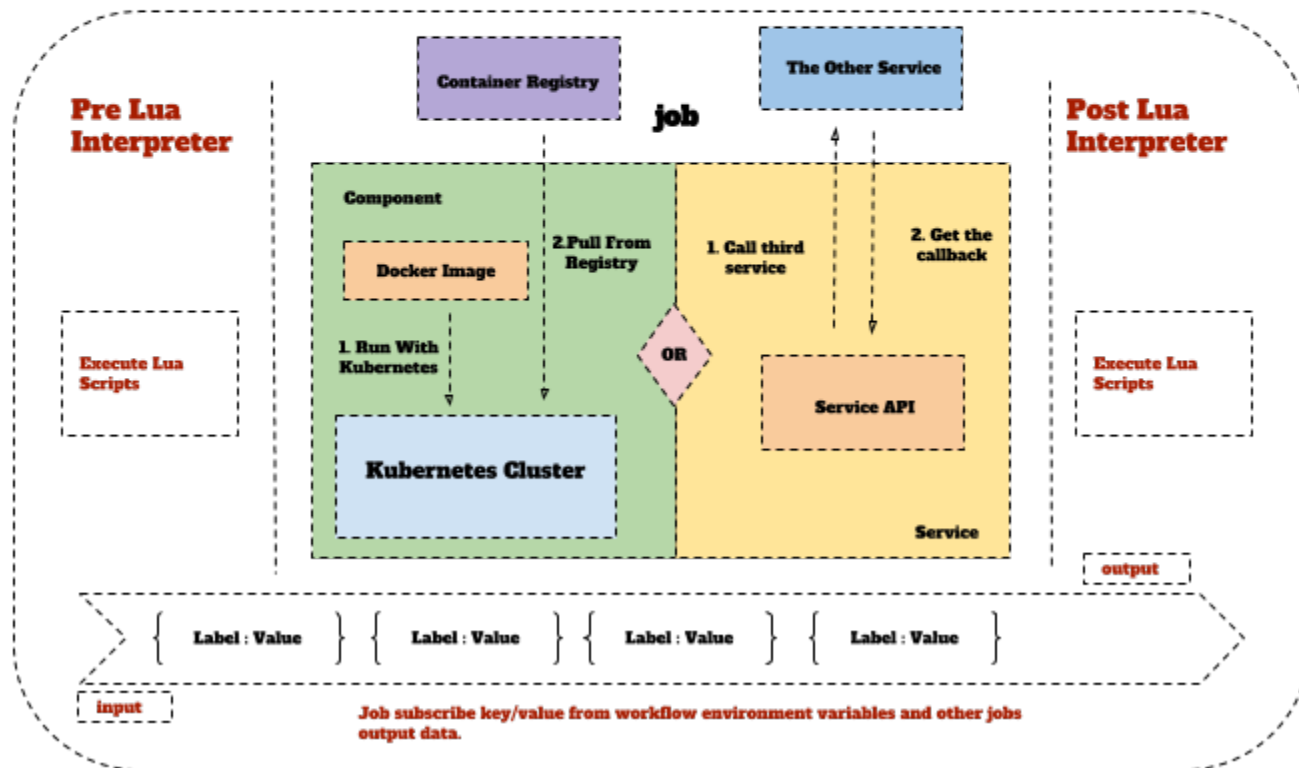 Container Registry
The Other Service
Pre Lua
Interpreter
job
Post Lua
Interpreter
Component
2.Pull From
Registry
Docker Image
1. Call third
service
2. Get the
callback
1. Run With
Kubernetes
OR
Execute Lua
Scripts
Kubernetes Cluster
Service API
Execute Lua
Scripts
Service
output
{ Label : Value } { Label : Value } { Label : Value } { Label : Value }
input
Job subscribe key/value from workflow environment variables and other jobs
output data.